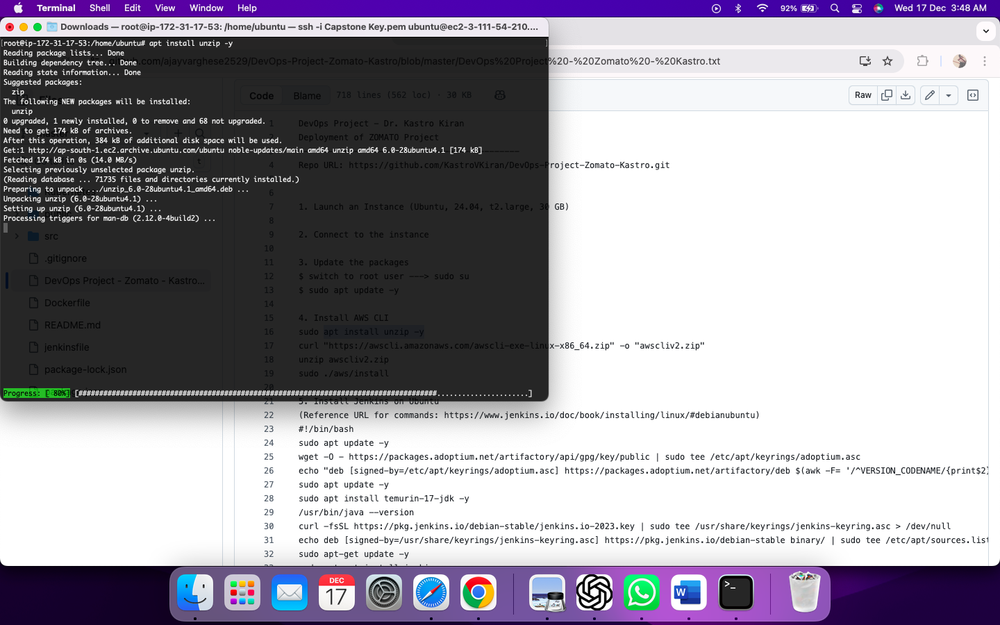 Terminal Shell Edit View Window Help 92% Wed 17 Dec 3:48 AM
Downloads — root@ip-172-31-17-53: /home/ubuntu — ssh -i Capstone Key.pem ubuntu@ec2-3-111-54-210....
[root@ip-172-31-17-53:/home/ubuntu# apt install unzip -y ]
Reading package lists... Done
Building dependency tree... Done
Reading state information... Done
Suggested packages:
zip
The following NEW packages will be installed:
unzip
0 upgraded, 1 newly installed, 0 to remove and 68 not upgraded.
Need to get 174 kB of archives.
After this operation, 384 kB of additional disk space will be used.
Get:1 http://ap-south-1.ec2.archive.ubuntu.com/ubuntu noble-updates/main amd64 unzip amd64 6.0-28ubuntu4.1 [174 kB]
Fetched 174 kB in 0s (14.0 MB/s)
Selecting previously unselected package unzip.
(Reading database ... 71735 files and directories currently installed.)
Preparing to unpack .../unzip_6.0-28ubuntu4.1_amd64.deb ...
Unpacking unzip (6.0-28ubuntu4.1) ...
Setting up unzip (6.0-28ubuntu4.1) ...
Processing triggers for man-db (2.12.0-4build2) ...
Progress: [ 80%] [######################################################################################......................]
github.com/ajayvarghese2529/DevOps-Project-Zomato-Kastro/blob/master/DevOps%20Project%20-%20Zomato%20-%20Kastro.txt
src
.gitignore
DevOps Project - Zomato - Kastro...
Dockerfile
README.md
jenkinsfile
package-lock.json
Code Blame 718 lines (562 loc) · 30 KB Raw
1 DevOps Project – Dr. Kastro Kiran
Deployment of ZOMATO Project
4 Repo URL: https://github.com/KastroVKiran/DevOps-Project-Zomato-Kastro.git
6
7 1. Launch an Instance (Ubuntu, 24.04, t2.large, 30 GB)
8
9 2. Connect to the instance
10
11 3. Update the packages
12 $ switch to root user ---> sudo su
13 $ sudo apt update -y
14
15 4. Install AWS CLI
16 sudo apt install unzip -y
17 curl "https://awscli.amazonaws.com/awscli-exe-linux-x86_64.zip" -o "awscliv2.zip"
18 unzip awscliv2.zip
19 sudo ./aws/install
20
21 5. Install Jenkins on Ubuntu
22 (Reference URL for commands: https://www.jenkins.io/doc/book/installing/linux/#debianubuntu)
23 #!/bin/bash
24 sudo apt update -y
25 wget -O - https://packages.adoptium.net/artifactory/api/gpg/key/public | sudo tee /etc/apt/keyrings/adoptium.asc
26 echo "deb [signed-by=/etc/apt/keyrings/adoptium.asc] https://packages.adoptium.net/artifactory/deb $(awk -F= '/^VERSION_CODENAME/{print$2}
27 sudo apt update -y
28 sudo apt install temurin-17-jdk -y
29 /usr/bin/java --version
30 curl -fsSL https://pkg.jenkins.io/debian-stable/jenkins.io-2023.key | sudo tee /usr/share/keyrings/jenkins-keyring.asc > /dev/null
31 echo deb [signed-by=/usr/share/keyrings/jenkins-keyring.asc] https://pkg.jenkins.io/debian-stable binary/ | sudo tee /etc/apt/sources.list
32 sudo apt-get update -y
DEC
17